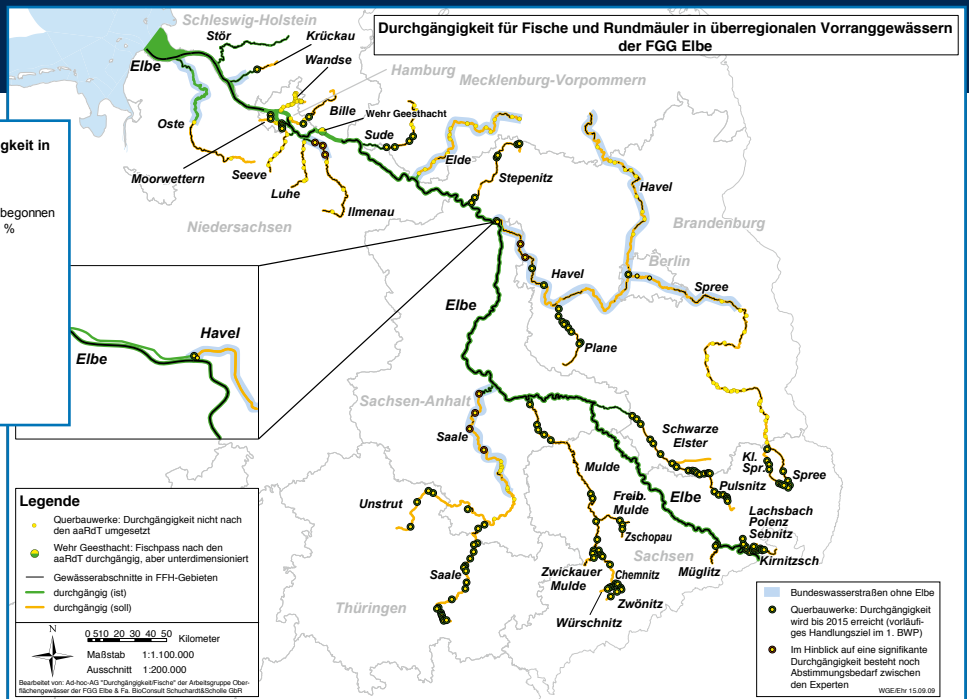 Durchgängigkeit für Fische und Rundmäuler in überregionalen Vorranggewässern
der FGG Elbe
gkeit in
begonnen
%
Schleswig-Holstein
Stör
Krückau
Elbe
Wandse
Hamburg
Mecklenburg-Vorpommern
Bille
Wehr Geesthacht
Oste
Sude
Elde
Moorwettern
Seeve
Luhe
Ilmenau
Stepenitz
Havel
Niedersachsen
Brandenburg
Berlin
Havel
Spree
Elbe
Plane
Elbe
Havel
Sachsen-Anhalt
Saale
Schwarze
Elster
Kl.
Spr.
Spree
Mulde
Pulsnitz
Unstrut
Freib.
Mulde
Elbe
Lachsbach
Polenz
Sebnitz
Zschopau
Sachsen
Kirnitzsch
Müglitz
Saale
Zwickauer
Mulde
Chemnitz
Zwönitz
Würschnitz
Thüringen
Legende
Querbauwerke: Durchgängigkeit nicht nach
den aaRdT umgesetzt
Wehr Geesthacht: Fischpass nach den
aaRdT durchgängig, aber unterdimensioniert
Gewässerabschnitte in FFH-Gebieten
durchgängig (ist)
durchgängig (soll)
N
0 510 20 30 40 50 Kilometer
Maßstab 1:1.100.000
Ausschnitt 1:200.000
Bearbeitet von: Ad-hoc-AG "Durchgängigkeit/Fische" der Arbeitsgruppe Ober-
flächengewässer der FGG Elbe & Fa. BioConsult Schuchardt&Scholle GbR
Bundeswasserstraßen ohne Elbe
Querbauwerke: Durchgängigkeit
wird bis 2015 erreicht (vorläufi-
ges Handlungsziel im 1. BWP)
Im Hinblick auf eine signifikante
Durchgängigkeit besteht noch
Abstimmungsbedarf zwischen
den Experten
WGE/Ehr 15.09.09